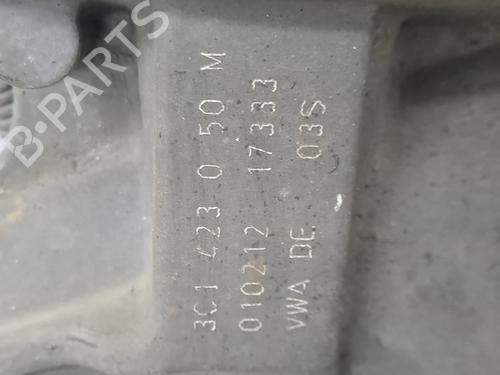 3C1 423 0 50 M
010212 17333
VWA DE 03S
B-PARTS